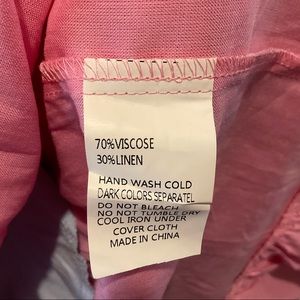 70%VISCOSE
30%LINEN
HAND WASH COLD
DARK COLORS SEPARATEL
DO NOT BLEACH
DO NOT TUMBLE DRY
COOL IRON UNDER
COVER CLOTH
MADE IN CHINA